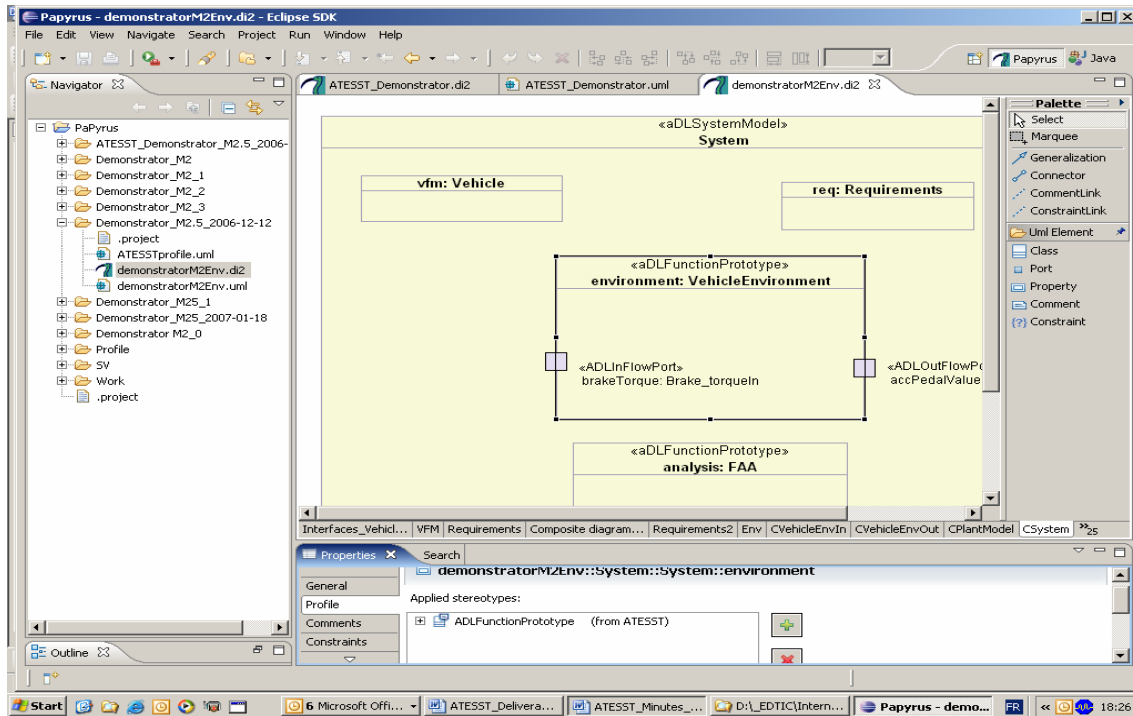 Papyrus - demonstratorM2Env.di2 - Eclipse SDK
File Edit View Navigate Search Project Run Window Help
Papyrus Java
Navigator
PaPyrus
ATESST_Demonstrator_M2.5_2006-
Demonstrator_M2
Demonstrator_M2_1
Demonstrator_M2_2
Demonstrator_M2_3
Demonstrator_M2.5_2006-12-12
.project
ATESSTprofile.uml
demonstratorM2Env.di2
demonstratorM2Env.uml
Demonstrator_M25_1
Demonstrator_M25_2007-01-18
Demonstrator M2_0
Profile
SV
Work
.project
Outline
ATESST_Demonstrator.di2 ATESST_Demonstrator.uml demonstratorM2Env.di2
«aDLSystemModel»
System
vfm: Vehicle
req: Requirements
«aDLFunctionPrototype»
environment: VehicleEnvironment
«ADLInFlowPort»
brakeTorque: Brake_torqueIn
«ADLOutFlowPo
accPedalValue
«aDLFunctionPrototype»
analysis: FAA
Palette
Select
Marquee
Generalization
Connector
CommentLink
ConstraintLink
Uml Element
Class
Port
Property
Comment
{?} Constraint
Interfaces_Vehicl... VFM Requirements Composite diagram... Requirements2 Env CVehicleEnvIn CVehicleEnvOut CPlantModel CSystem »25
Properties Search
demonstratorM2Env::System::System::environment
General
Profile
Comments
Constraints
Applied stereotypes:
ADLFunctionPrototype (from ATESST)
Start 6 Microsoft Offi... ATESST_Delivera... ATESST_Minutes_... D:\_EDTIC\Intern... Papyrus - demo... FR « 18:26